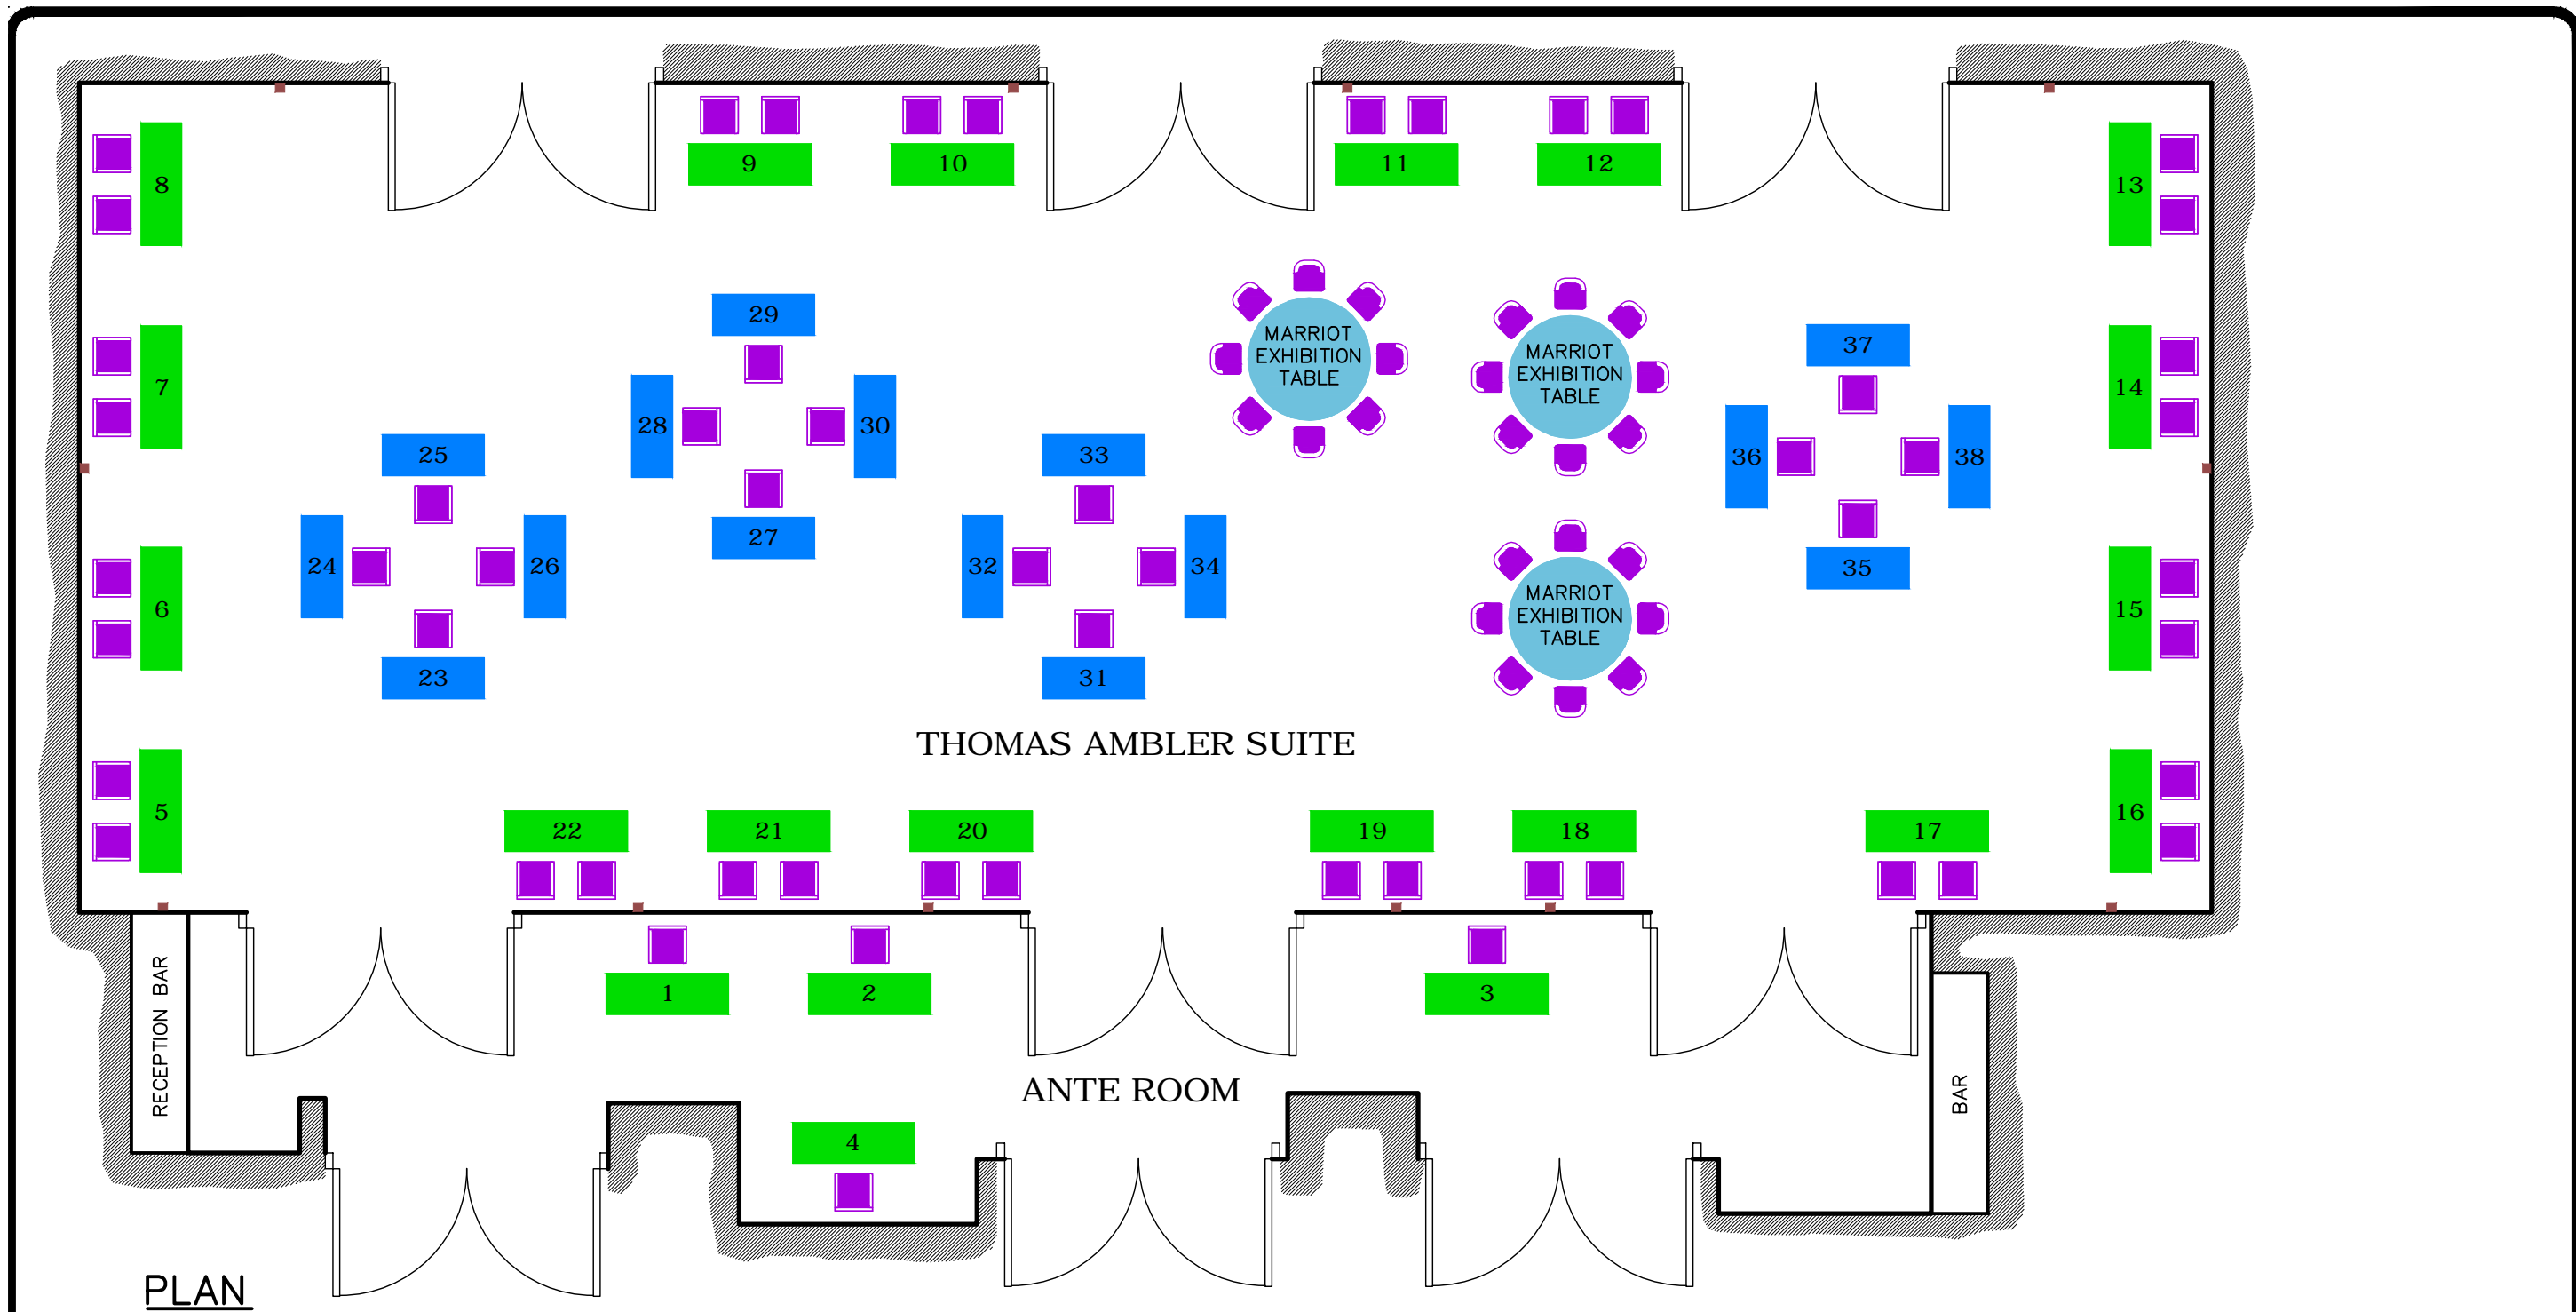 9
10
11
12
8
13
29
MARRIOT
EXHIBITION
TABLE
MARRIOT
EXHIBITION
TABLE
37
7
14
28
30
25
33
36
38
27
24
26
32
34
35
6
15
MARRIOT
EXHIBITION
TABLE
23
31
THOMAS AMBLER SUITE
5
16
22
21
20
19
18
17
1
2
3
RECEPTION BAR
ANTE ROOM
BAR
4
PLAN